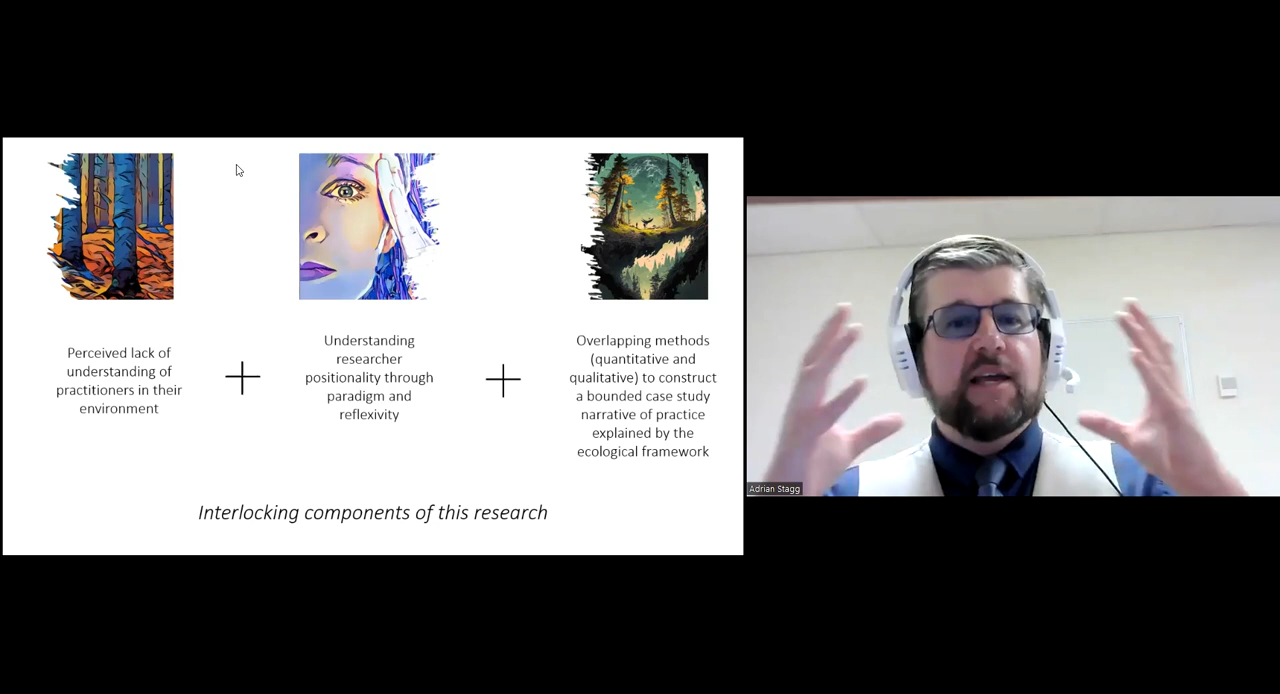 Perceived lack of
understanding of
practitioners in their
environment
Understanding
researcher
positionality through
paradigm and
reflexivity
Overlapping methods
(quantitative and
qualitative) to construct
a bounded case study
narrative of practice
explained by the
ecological framework
Interlocking components of this research
Adrian Stagg